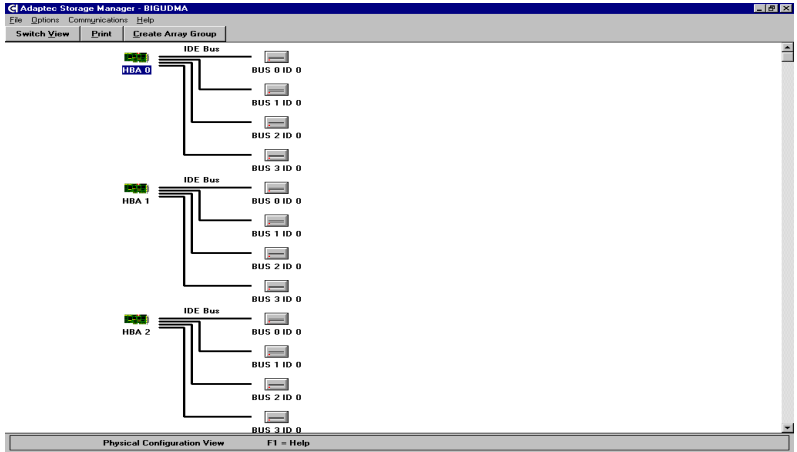 Adaptec Storage Manager - BIGUDMA
File Options Communications Help
Switch View Print Create Array Group
IDE Bus
HBA 0
BUS 0 ID 0
BUS 1 ID 0
BUS 2 ID 0
BUS 3 ID 0
IDE Bus
HBA 1
BUS 0 ID 0
BUS 1 ID 0
BUS 2 ID 0
BUS 3 ID 0
IDE Bus
HBA 2
BUS 0 ID 0
BUS 1 ID 0
BUS 2 ID 0
BUS 3 ID 0
Physical Configuration View F1 = Help